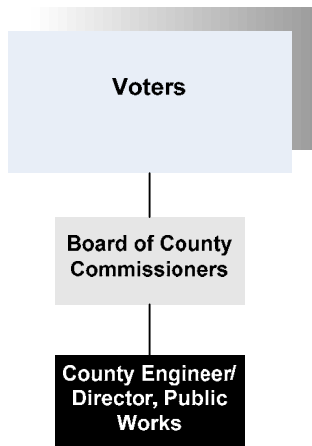 Voters
Board of County
Commissioners
County Engineer/
Director, Public
Works